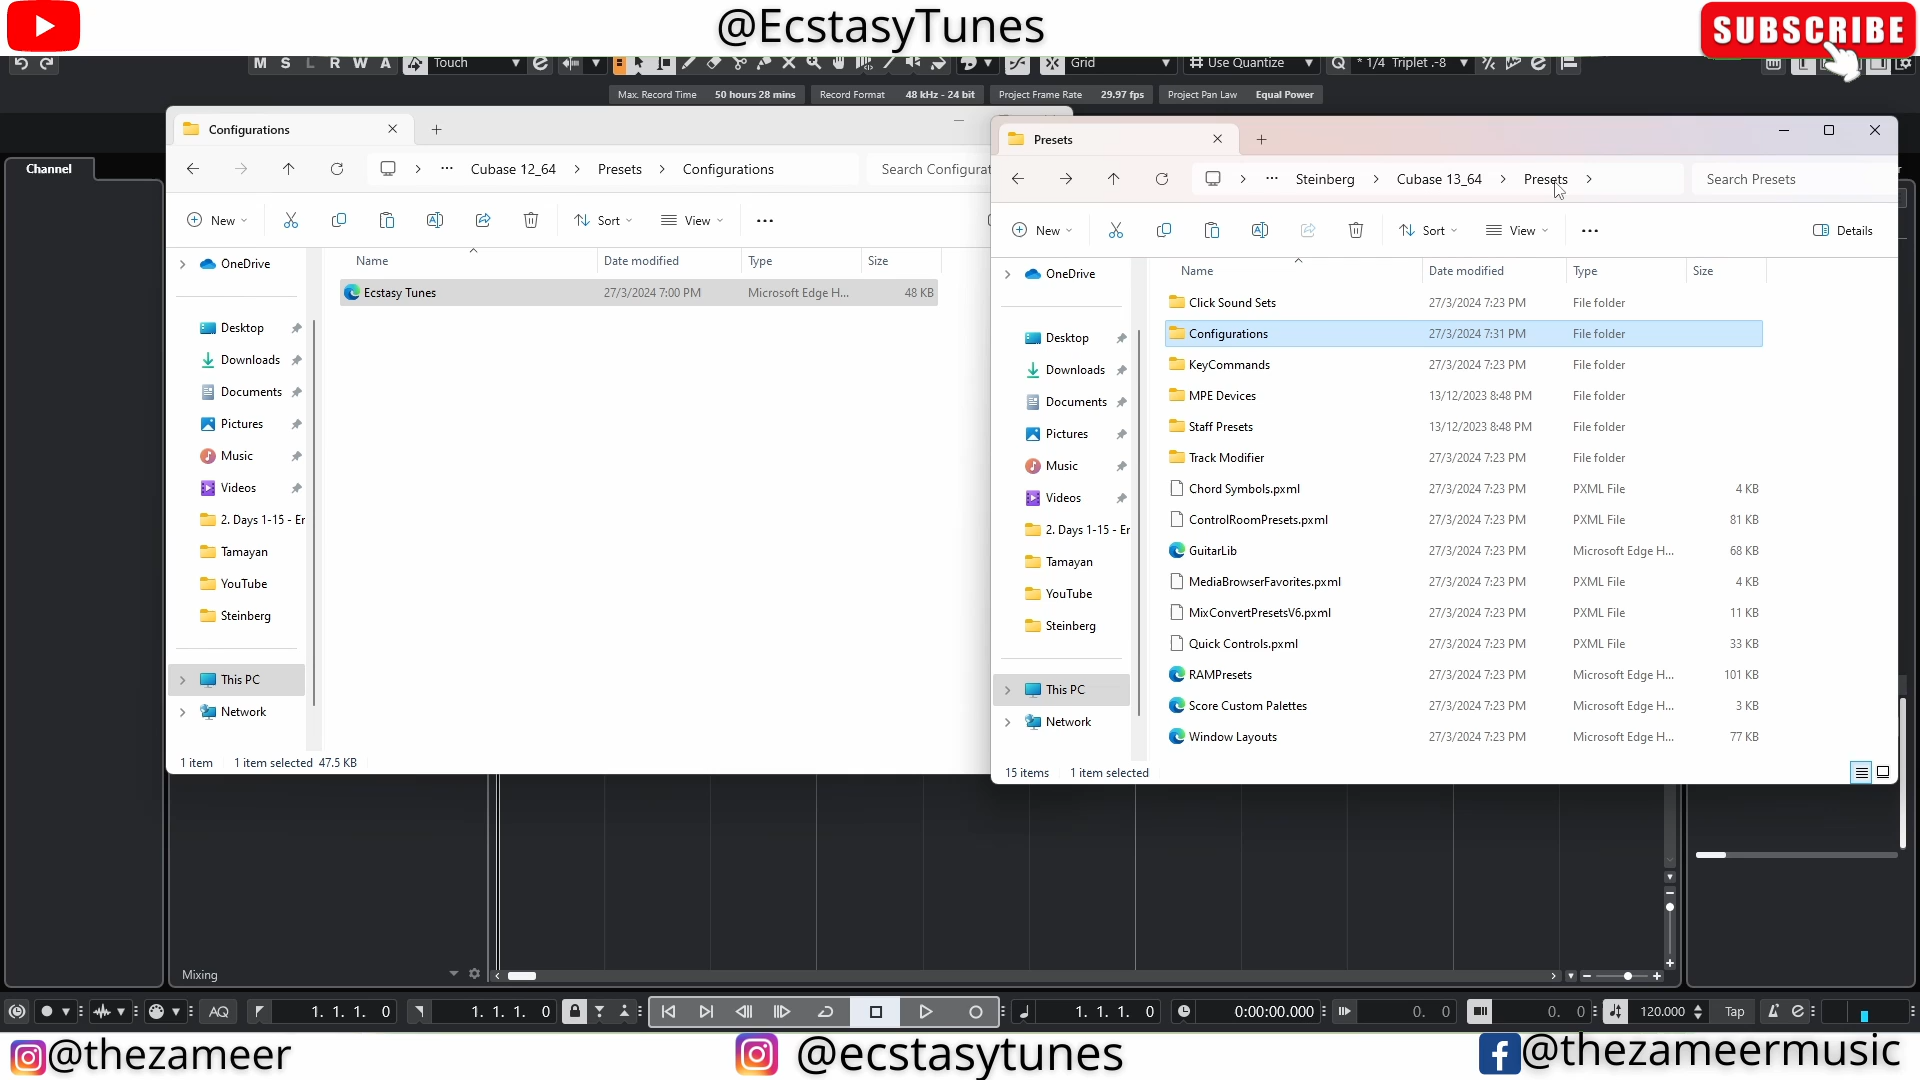 @EcstasyTunes
SUBSCRIBE
M S L R W A Touch Grid Use Quantize Q * 1/4 Triplet .-8
Max. Record Time 50 hours 28 mins Record Format 48 kHz - 24 bit Project Frame Rate 29.97 fps Project Pan Law Equal Power
Channel
Configurations
Cubase 12_64 Presets Configurations Search Configurat
New Sort View
Name Date modified Type Size
OneDrive
Ecstasy Tunes 27/3/2024 7:00 PM Microsoft Edge H... 48 KB
Desktop
Downloads
Documents
Pictures
Music
Videos
2. Days 1-15 - Er
Tamayan
YouTube
Steinberg
This PC
Network
1 item 1 item selected 47.5 KB
Presets
Steinberg Cubase 13_64 Presets Search Presets
New Sort View Details
Name Date modified Type Size
OneDrive
Desktop
Downloads
Documents
Pictures
Music
Videos
2. Days 1-15 - Er
Tamayan
YouTube
Steinberg
This PC
Network
Click Sound Sets 27/3/2024 7:23 PM File folder
Configurations 27/3/2024 7:31 PM File folder
KeyCommands 27/3/2024 7:23 PM File folder
MPE Devices 13/12/2023 8:48 PM File folder
Staff Presets 13/12/2023 8:48 PM File folder
Track Modifier 27/3/2024 7:23 PM File folder
Chord Symbols.pxml 27/3/2024 7:23 PM PXML File 4 KB
ControlRoomPresets.pxml 27/3/2024 7:23 PM PXML File 81 KB
GuitarLib 27/3/2024 7:23 PM Microsoft Edge H... 68 KB
MediaBrowserFavorites.pxml 27/3/2024 7:23 PM PXML File 4 KB
MixConvertPresetsV6.pxml 27/3/2024 7:23 PM PXML File 11 KB
Quick Controls.pxml 27/3/2024 7:23 PM PXML File 33 KB
RAMPresets 27/3/2024 7:23 PM Microsoft Edge H... 101 KB
Score Custom Palettes 27/3/2024 7:23 PM Microsoft Edge H... 3 KB
Window Layouts 27/3/2024 7:23 PM Microsoft Edge H... 77 KB
15 items 1 item selected
Mixing
AQ 1. 1. 1. 0 1. 1. 1. 0 1. 1. 1. 0 0:00:00.000 0. 0 0. 0 120.000 Tap
@thezameer
@ecstasytunes
@thezameermusic